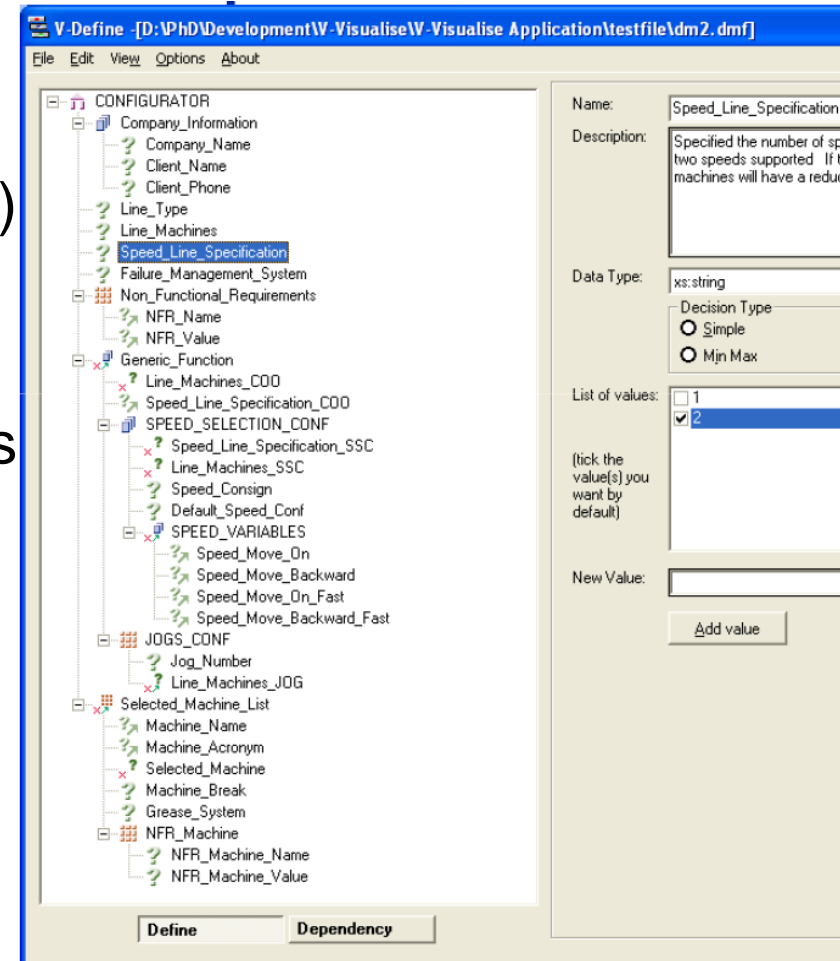 V-Define -[D:\PhD\Development\V-Visualise\V-Visualise Application\testfile\dm2.dmf]
File Edit View Options About
CONFIGURATOR
Company_Information
Company_Name
Client_Name
Client_Phone
)
Line_Type
Line_Machines
Speed_Line_Specification
Failure_Management_System
Non_Functional_Requirements
NFR_Name
NFR_Value
Generic_Function
Line_Machines_COO
Speed_Line_Specification_COO
SPEED_SELECTION_CONF
s
Speed_Line_Specification_SSC
Line_Machines_SSC
Speed_Consign
Default_Speed_Conf
SPEED_VARIABLES
Speed_Move_On
Speed_Move_Backward
Speed_Move_On_Fast
Speed_Move_Backward_Fast
JOGS_CONF
Jog_Number
Line_Machines_JOG
Selected_Machine_List
Machine_Name
Machine_Acronym
Selected_Machine
Machine_Break
Grease_System
NFR_Machine
NFR_Machine_Name
NFR_Machine_Value
Define Dependency
Name: Speed_Line_Specification
Description: Specified the number of
two speeds supported If
machines will have a
Data Type: xs:string
Decision Type
Simple
Min Max
List of values: 1
2
(tick the
value(s) you
want by
default)
New Value:
Add value